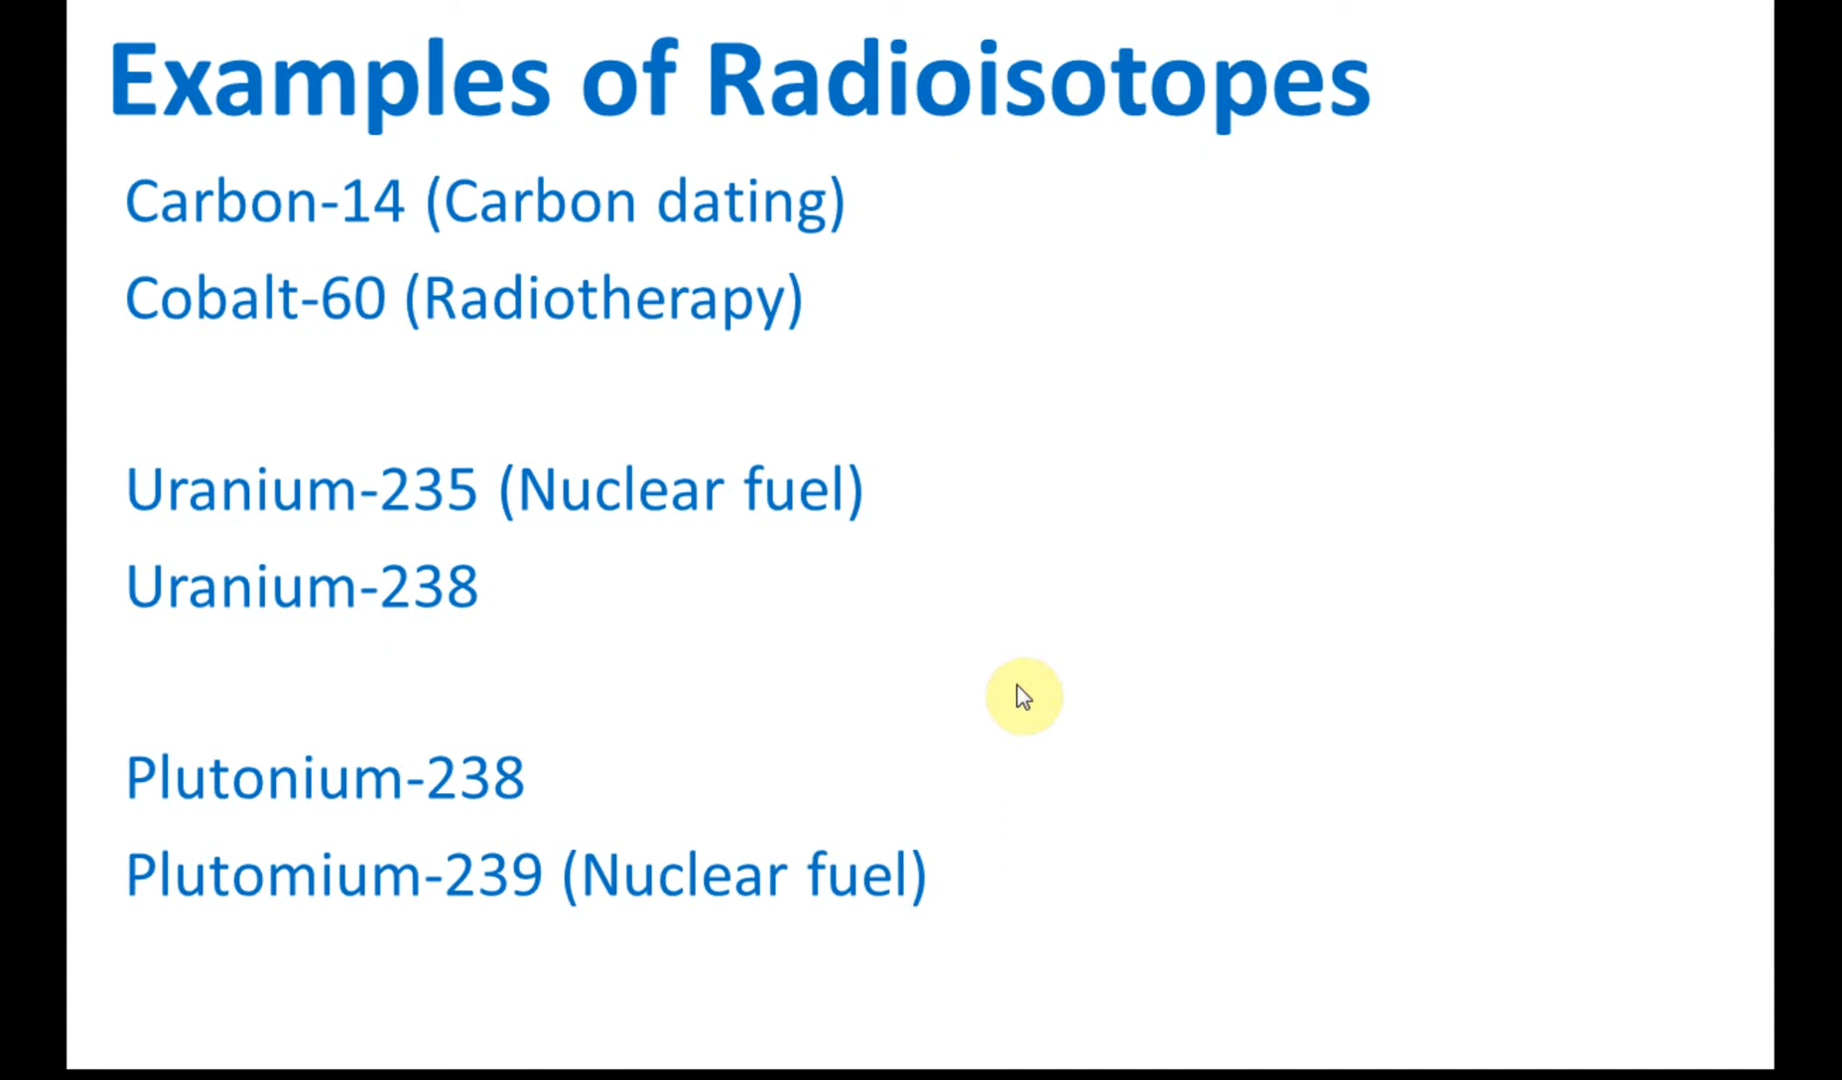 Examples of Radioisotopes
Carbon-14 (Carbon dating)
Cobalt-60 (Radiotherapy)
Uranium-235 (Nuclear fuel)
Uranium-238
Plutonium-238
Plutomium-239 (Nuclear fuel)